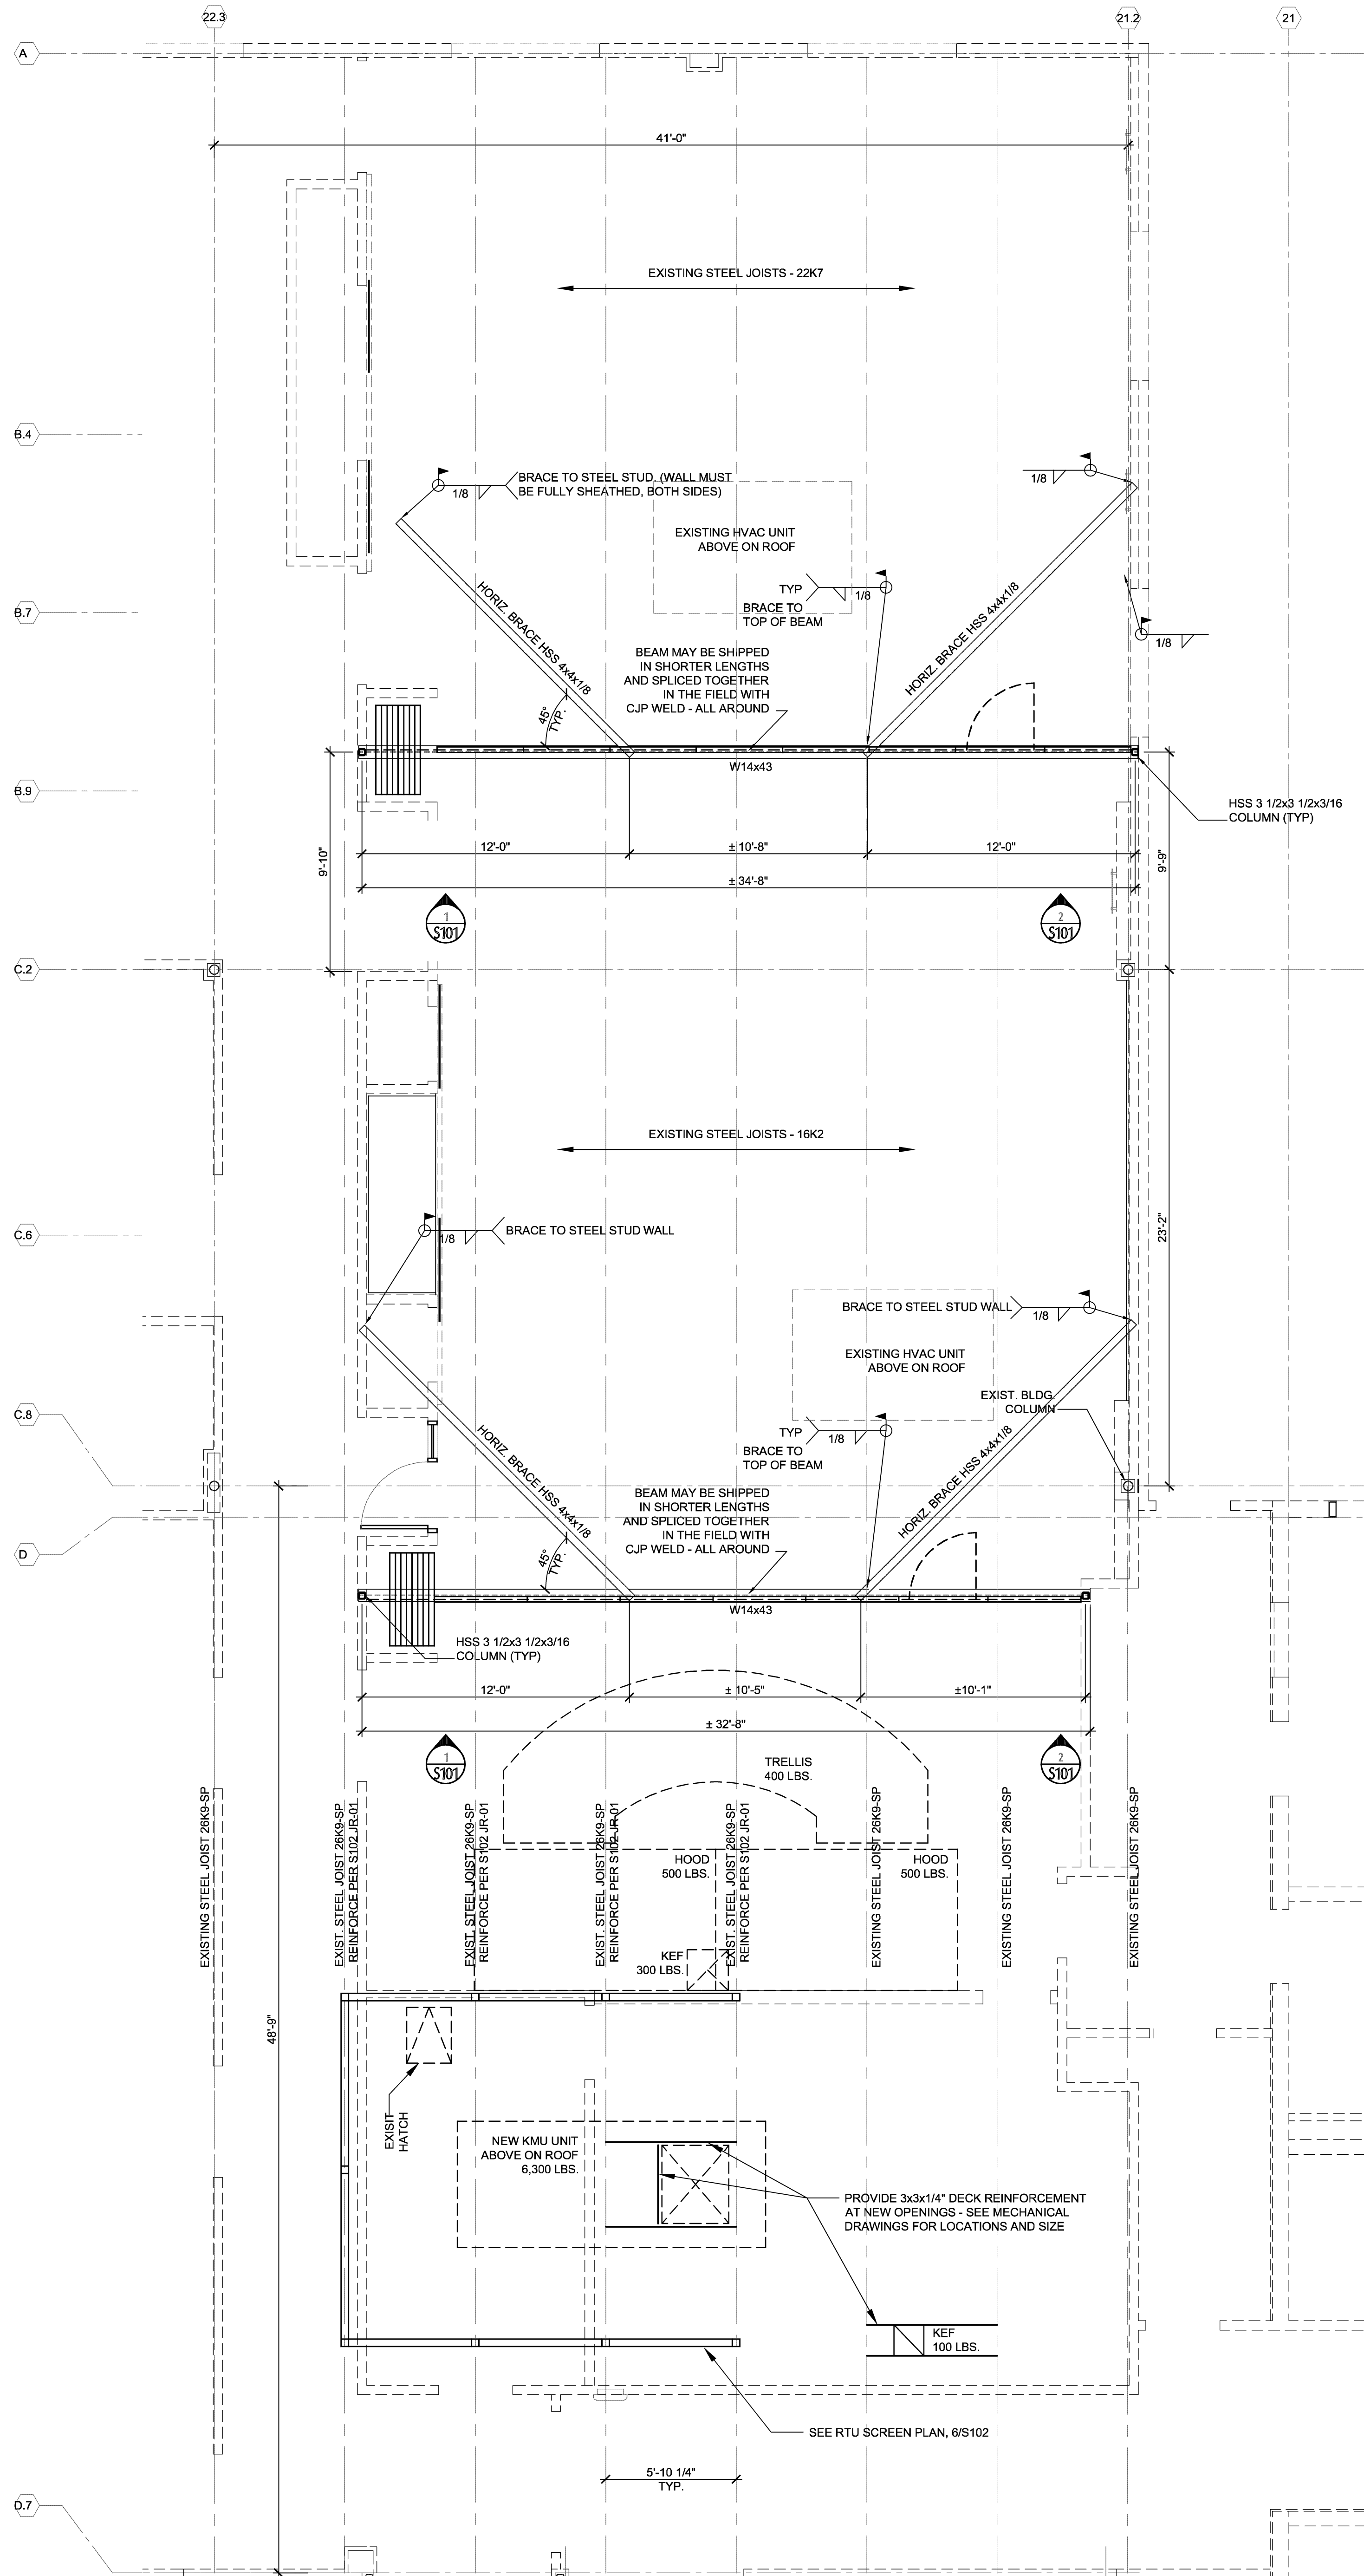 22.3
21.2
21
A
41'-0"
EXISTING STEEL JOISTS - 22K7
B.4
BRACE TO STEEL STUD. (WALL MUST
BE FULLY SHEATHED, BOTH SIDES)
1/8
1/8
EXISTING HVAC UNIT
ABOVE ON ROOF
HORIZ. BRACE HSS 4x4x1/8
HORIZ. BRACE HSS 4x4x1/8
TYP
1/8
BRACE TO
TOP OF BEAM
B.7
1/8
BEAM MAY BE SHIPPED
IN SHORTER LENGTHS
AND SPLICED TOGETHER
IN THE FIELD WITH
CJP WELD - ALL AROUND
45°
TYP.
W14x43
B.9
HSS 3 1/2x3 1/2x3/16
COLUMN (TYP)
9'-10"
12'-0"
± 10'-8"
12'-0"
9'-9"
± 34'-8"
1
S101
2
S101
C.2
EXISTING STEEL JOISTS - 16K2
C.6
1/8
BRACE TO STEEL STUD WALL
23'-2"
BRACE TO STEEL STUD WALL
1/8
EXISTING HVAC UNIT
ABOVE ON ROOF
EXIST. BLDG.
COLUMN
C.8
HORIZ. BRACE HSS 4x4x1/8
HORIZ. BRACE HSS 4x4x1/8
TYP
1/8
BRACE TO
TOP OF BEAM
BEAM MAY BE SHIPPED
IN SHORTER LENGTHS
AND SPLICED TOGETHER
IN THE FIELD WITH
CJP WELD - ALL AROUND
D
45°
TYP.
W14x43
HSS 3 1/2x3 1/2x3/16
COLUMN (TYP)
12'-0"
± 10'-5"
±10'-1"
± 32'-8"
1
S101
2
S101
TRELLIS
400 LBS.
EXISTING STEEL JOIST 26K9-SP
EXIST. STEEL JOIST 26K9-SP
REINFORCE PER S102 JR-01
EXIST. STEEL JOIST 26K9-SP
REINFORCE PER S102 JR-01
EXIST. STEEL JOIST 26K9-SP
REINFORCE PER S102 JR-01
EXIST. STEEL JOIST 26K9-SP
REINFORCE PER S102 JR-01
EXISTING STEEL JOIST 26K9-SP
EXISTING STEEL JOIST 26K9-SP
EXISTING STEEL JOIST 26K9-SP
HOOD
500 LBS.
HOOD
500 LBS.
KEF
300 LBS.
48'-9"
EXISIT
HATCH
NEW KMU UNIT
ABOVE ON ROOF
6,300 LBS.
PROVIDE 3x3x1/4" DECK REINFORCEMENT
AT NEW OPENINGS - SEE MECHANICAL
DRAWINGS FOR LOCATIONS AND SIZE
KEF
100 LBS.
SEE RTU SCREEN PLAN, 6/S102
5'-10 1/4"
TYP.
D.7